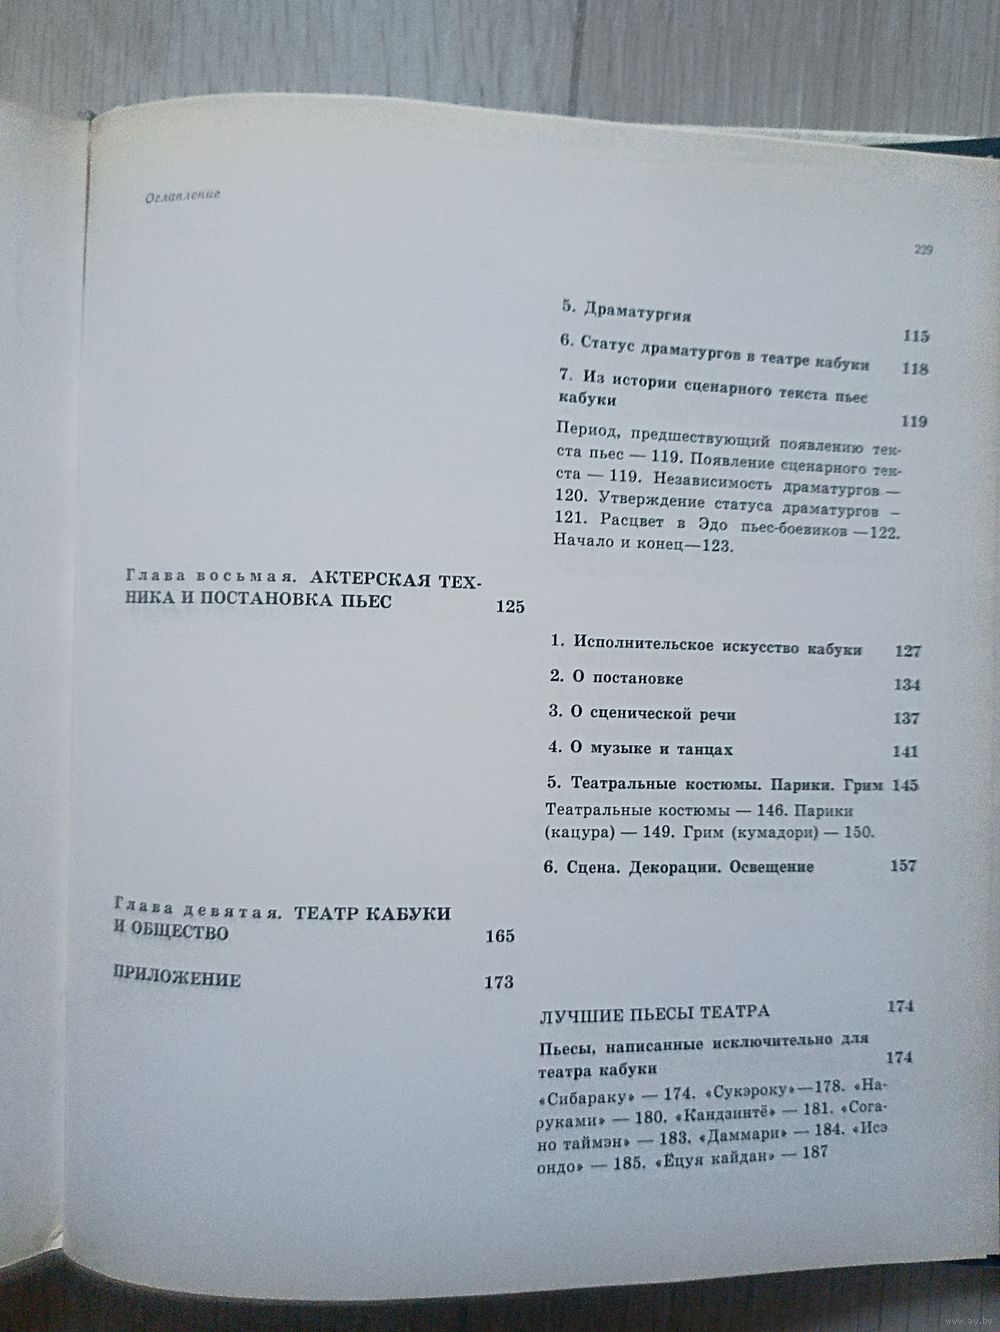 Оглавление
229
5. Драматургия 115
6. Статус драматургов в театре кабуки 118
7. Из истории сценарного текста пьес
кабуки 119
Период, предшествующий появлению тек-
ста пьес — 119. Появление сценарного тек-
ста — 119. Независимость драматургов —
120. Утверждение статуса драматургов –
121. Расцвет в Эдо пьес-боевиков —122.
Начало и конец—123.
Глава восьмая. АКТЕРСКАЯ ТЕХ-
НИКА И ПОСТАНОВКА ПЬЕС 125
1. Исполнительское искусство кабуки 127
2. О постановке 134
3. О сценической речи 137
4. О музыке и танцах 141
5. Театральные костюмы. Парики. Грим 145
Театральные костюмы — 146. Парики
(кацура) — 149. Грим (кумадори) — 150.
6. Сцена. Декорации. Освещение 157
Глава девятая. ТЕАТР КАБУКИ
И ОБЩЕСТВО 165
ПРИЛОЖЕНИЕ 173
ЛУЧШИЕ ПЬЕСЫ ТЕАТРА 174
Пьесы, написанные исключительно для
театра кабуки 174
«Сибараку» — 174. «Сукэроку»—178. «На-
руками» — 180. «Кандзинтё» — 181. «Сога-
но таймэн» — 183. «Даммари» — 184. «Исэ
ондо» — 185. «Ёцуя кайдан» — 187
www.ay.by